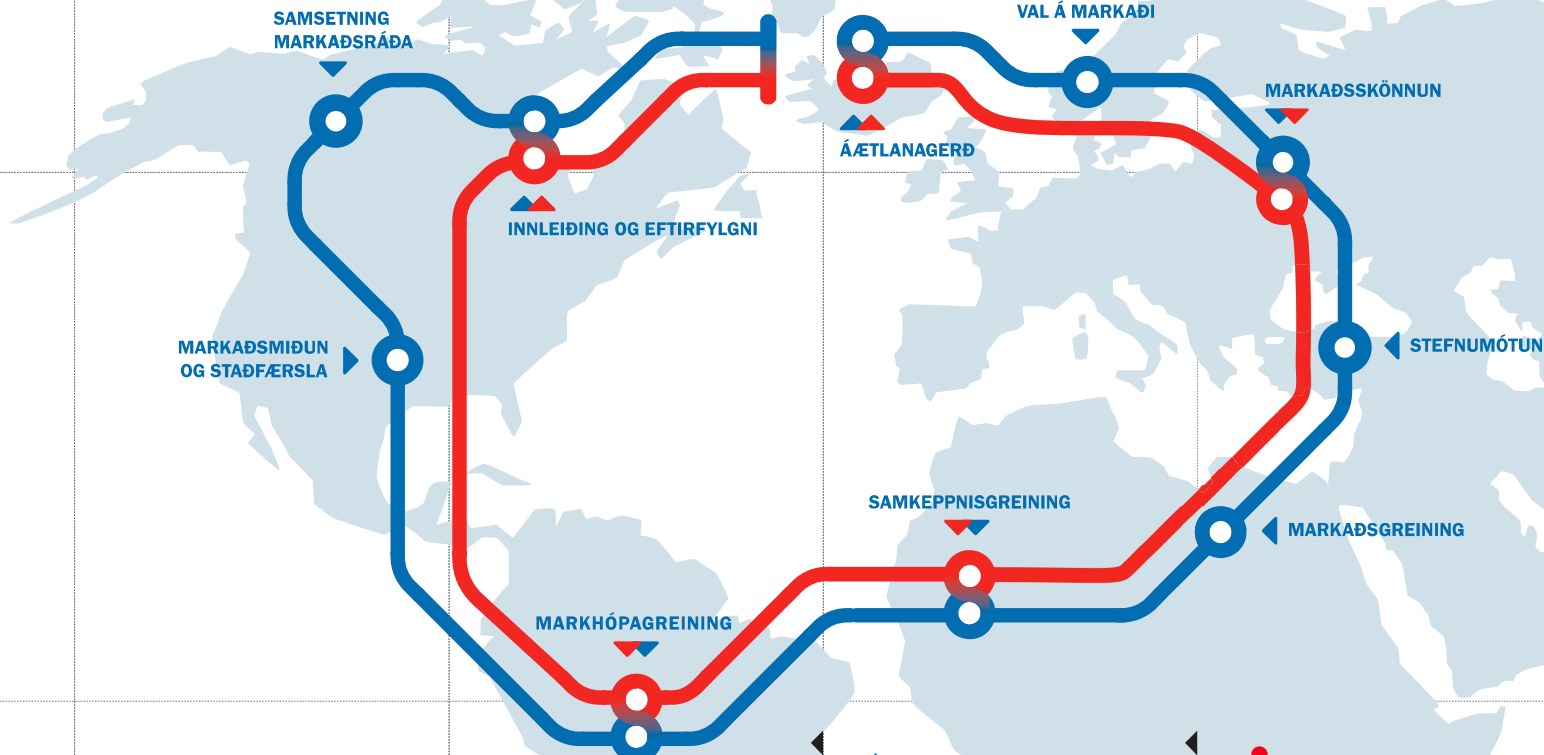 SAMSETNING
MARKAÐSRÁÐA
VAL Á MARKAÐI
MARKAÐSSKÖNNUN
ÁÆTLANAGERÐ
INNLEIÐING OG EFTIRFYLGNI
MARKAÐSMIÐUN
OG STAÐFÆRSLA
STEFNUMÓTUN
SAMKEPPNISGREINING
MARKAÐSGREINING
MARKHÓPAGREINING